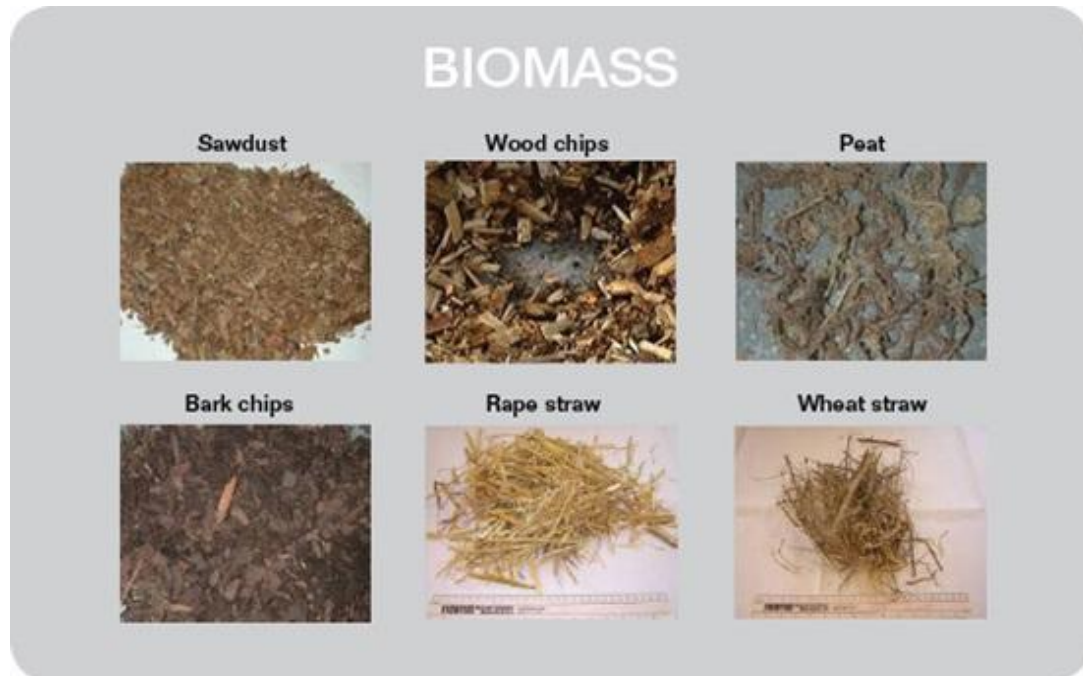 BIOMASS
Sawdust
Wood chips
Peat
Bark chips
Rape straw
Wheat straw